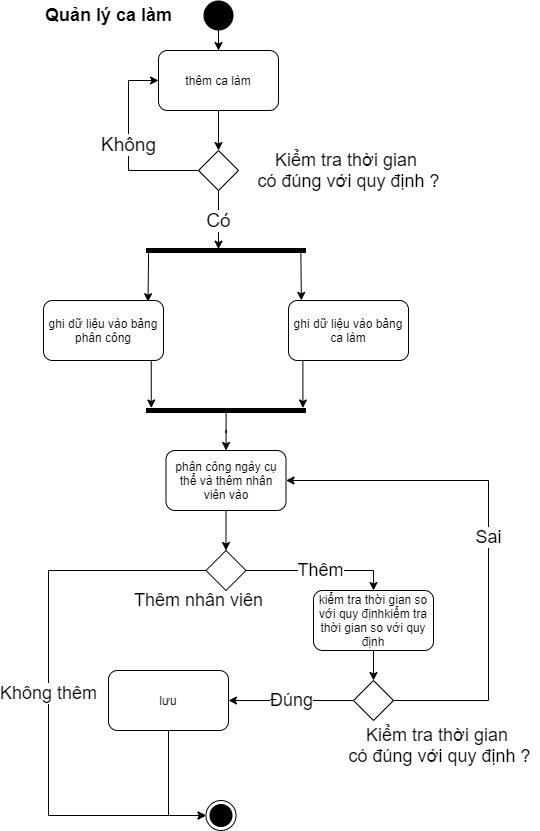 Quản lý ca làm
thêm ca làm
Không
Kiểm tra thời gian
có đúng với quy định ?
Có
ghi dữ liệu vào bảng
phân công
ghi dữ liệu vào bảng
ca làm
phân công ngày cụ
thể và thêm nhân
viên vào
Sai
Thêm
Thêm nhân viên
kiểm tra thời gian so
với quy địnhkiểm tra
thời gian so với quy
định
Không thêm
lưu
Đúng
Kiểm tra thời gian
có đúng với quy định ?